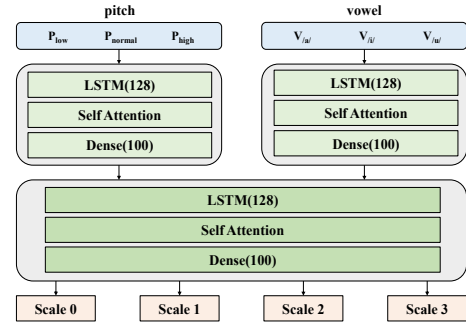 pitch vowel
P_low P_normal P_high V_/a/ V_/i/ V_/u/
LSTM(128) LSTM(128)
Self Attention Self Attention
Dense(100) Dense(100)
LSTM(128)
Self Attention
Dense(100)
Scale 0 Scale 1 Scale 2 Scale 3